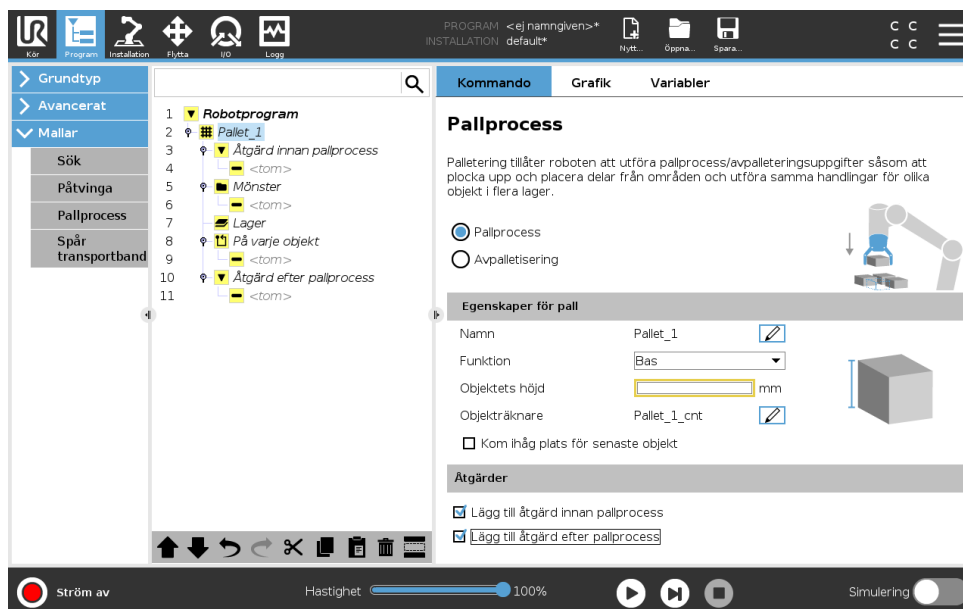 UR
PROGRAM <ej namngiven>*
INSTALLATION default*
Kör
Program
Installation
Flytta
I/O
Logg
Nytt...
Öppna...
Spara...
C C
C C
Grundtyp
Avancerat
Mallar
Sök
Påtvinga
Pallprocess
Spår
transportband
1 Robotprogram
2 Pallet_1
3 Åtgärd innan pallprocess
4 <tom>
5 Mönster
6 <tom>
7 Lager
8 På varje objekt
9 <tom>
10 Åtgärd efter pallprocess
11 <tom>
Kommando
Grafik
Variabler
Pallprocess
Palletering tillåter roboten att utföra pallprocess/avpalleteringsuppgifter såsom att
plocka upp och placera delar från områden och utföra samma handlingar för olika
objekt i flera lager.
Pallprocess
Avpalletisering
Egenskaper för pall
Namn Pallet_1
Funktion Bas
Objektets höjd mm
Objekträknare Pallet_1_cnt
Kom ihåg plats för senaste objekt
Åtgärder
Lägg till åtgärd innan pallprocess
Lägg till åtgärd efter pallprocess
Ström av
Hastighet 100%
Simulering